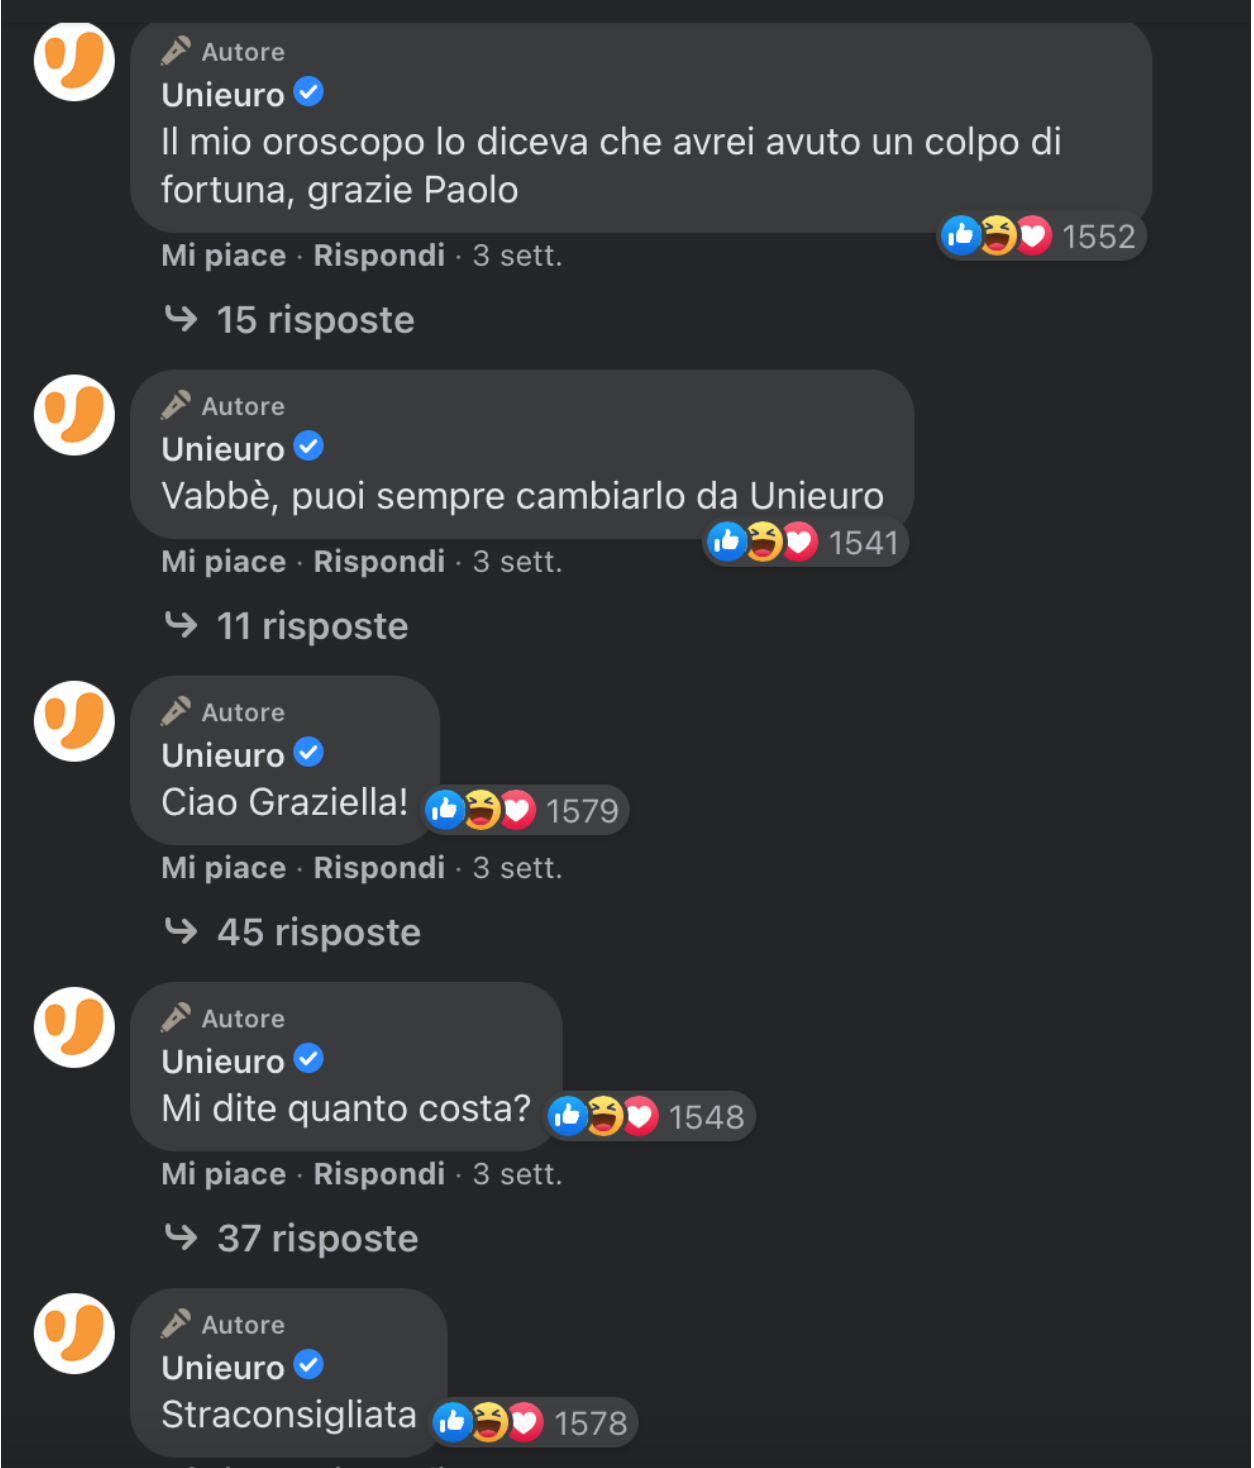 Autore
Unieuro
Il mio oroscopo lo diceva che avrei avuto un colpo di
fortuna, grazie Paolo
1552
Mi piace · Rispondi · 3 sett.
15 risposte
Autore
Unieuro
Vabbè, puoi sempre cambiarlo da Unieuro
1541
Mi piace · Rispondi · 3 sett.
11 risposte
Autore
Unieuro
Ciao Graziella!
1579
Mi piace · Rispondi · 3 sett.
45 risposte
Autore
Unieuro
Mi dite quanto costa?
1548
Mi piace · Rispondi · 3 sett.
37 risposte
Autore
Unieuro
Straconsigliata
1578